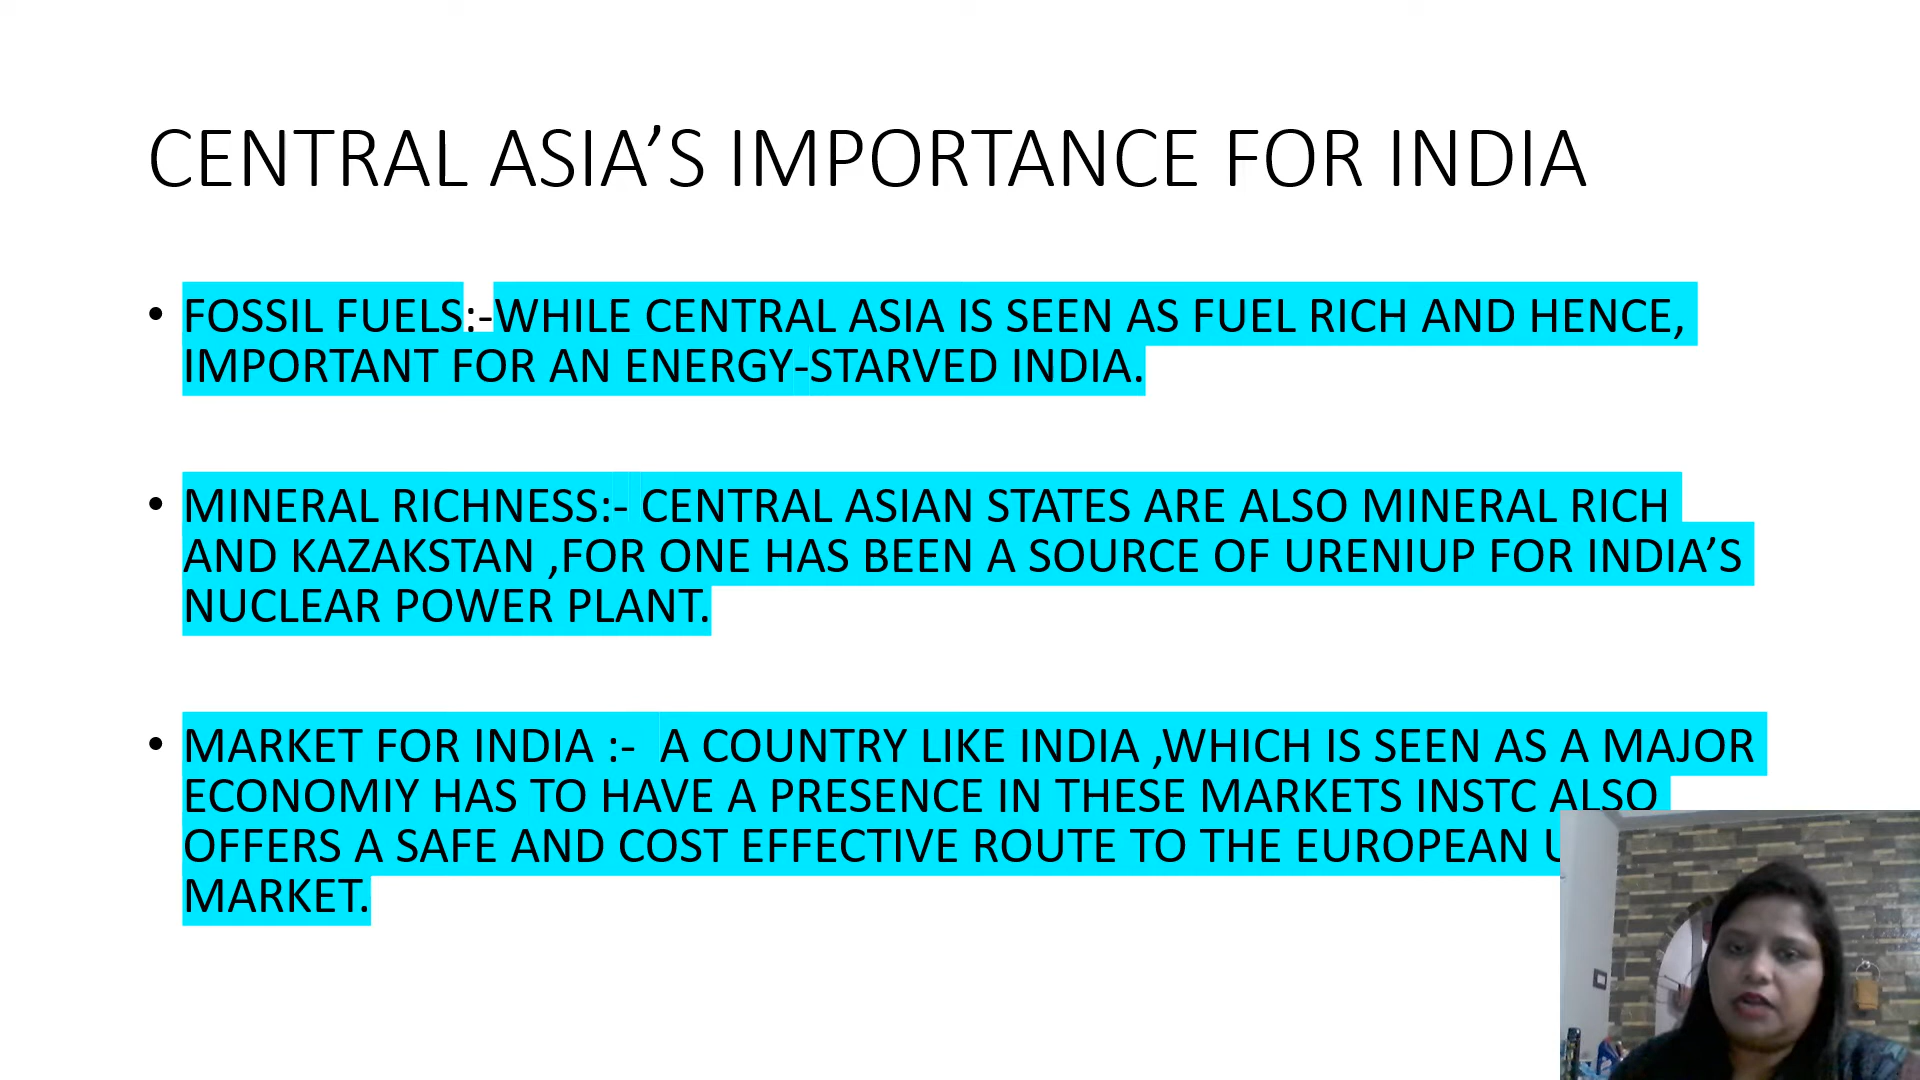 CENTRAL ASIA’S IMPORTANCE FOR INDIA
• FOSSIL FUELS:-WHILE CENTRAL ASIA IS SEEN AS FUEL RICH AND HENCE,
IMPORTANT FOR AN ENERGY-STARVED INDIA.
• MINERAL RICHNESS:- CENTRAL ASIAN STATES ARE ALSO MINERAL RICH
AND KAZAKSTAN ,FOR ONE HAS BEEN A SOURCE OF URENIUP FOR INDIA’S
NUCLEAR POWER PLANT.
• MARKET FOR INDIA :- A COUNTRY LIKE INDIA ,WHICH IS SEEN AS A MAJOR
ECONOMIY HAS TO HAVE A PRESENCE IN THESE MARKETS INSTC ALSO
OFFERS A SAFE AND COST EFFECTIVE ROUTE TO THE EUROPEAN
MARKET.